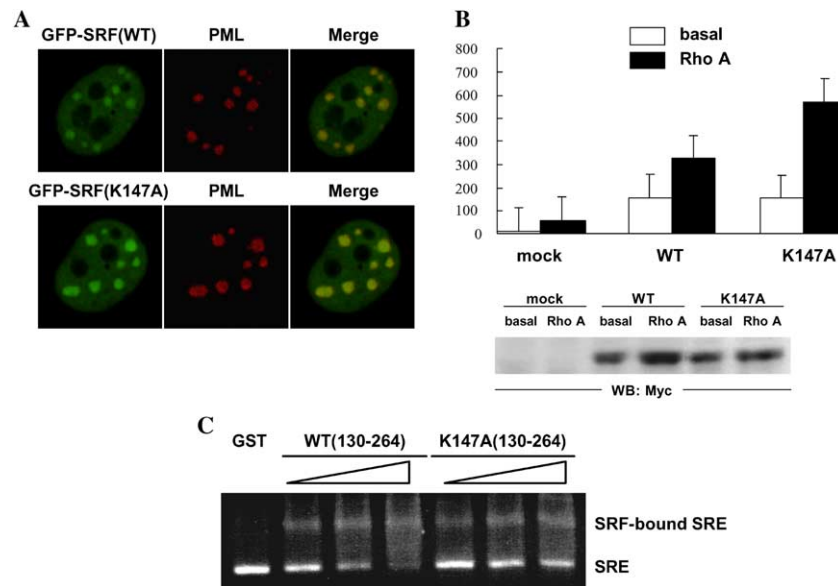 A
GFP-SRF(WT) PML Merge
GFP-SRF(K147A) PML Merge
B
basal
Rho A
800
700
600
500
400
300
200
100
0
mock WT K147A
mock WT K147A
basal Rho A basal Rho A basal Rho A
WB: Myc
C
GST WT(130-264) K147A(130-264)
SRF-bound SRE
SRE